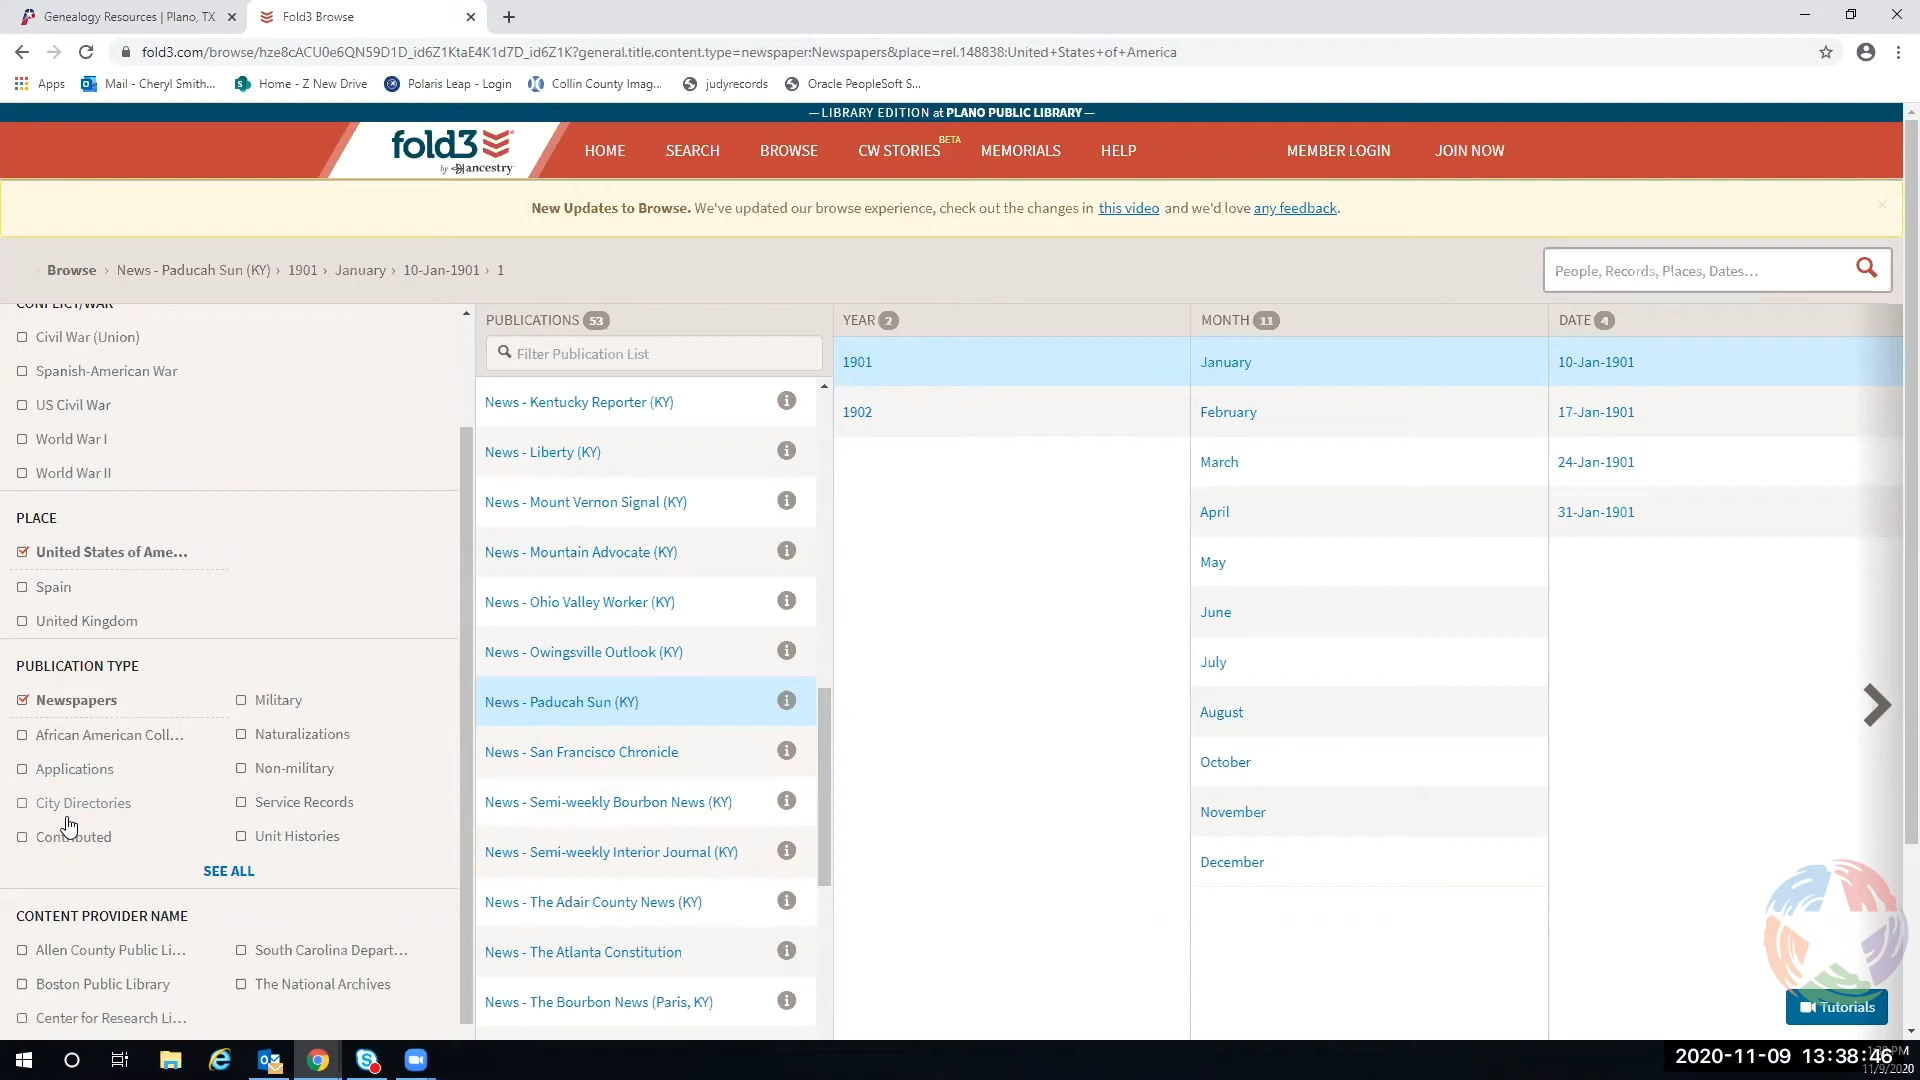 Genealogy Resources | Plano, TX
Fold3 Browse
fold3.com/browse/hze8cACU0e6QN59D1D_id6Z1KtaE4K1d7D_id6Z1K?general.title.content.type=newspaper:Newspapers&place=rel.148838:United+States+of+America
Apps
Mail - Cheryl Smith...
Home - Z New Drive
Polaris Leap - Login
Collin County Imag...
judyrecords
Oracle PeopleSoft S...
— LIBRARY EDITION at PLANO PUBLIC LIBRARY —
fold3
by ancestry
HOME
SEARCH
BROWSE
CW STORIES
BETA
MEMORIALS
HELP
MEMBER LOGIN
JOIN NOW
New Updates to Browse. We've updated our browse experience, check out the changes in this video and we'd love any feedback.
×
Browse › News - Paducah Sun (KY) › 1901 › January › 10-Jan-1901 › 1
People, Records, Places, Dates...
CONFLICT/WAR
Civil War (Union)
Spanish-American War
US Civil War
World War I
World War II
PLACE
United States of Ame...
Spain
United Kingdom
PUBLICATION TYPE
Newspapers
African American Coll...
Applications
City Directories
Contributed
Military
Naturalizations
Non-military
Service Records
Unit Histories
SEE ALL
CONTENT PROVIDER NAME
Allen County Public Li...
Boston Public Library
Center for Research Li...
South Carolina Depart...
The National Archives
PUBLICATIONS 53
Filter Publication List
News - Kentucky Reporter (KY)
News - Liberty (KY)
News - Mount Vernon Signal (KY)
News - Mountain Advocate (KY)
News - Ohio Valley Worker (KY)
News - Owingsville Outlook (KY)
News - Paducah Sun (KY)
News - San Francisco Chronicle
News - Semi-weekly Bourbon News (KY)
News - Semi-weekly Interior Journal (KY)
News - The Adair County News (KY)
News - The Atlanta Constitution
News - The Bourbon News (Paris, KY)
YEAR 2
1901
1902
MONTH 11
January
February
March
April
May
June
July
August
October
November
December
DATE 4
10-Jan-1901
17-Jan-1901
24-Jan-1901
31-Jan-1901
Tutorials
2020-11-09 13:38:46
11/9/2020